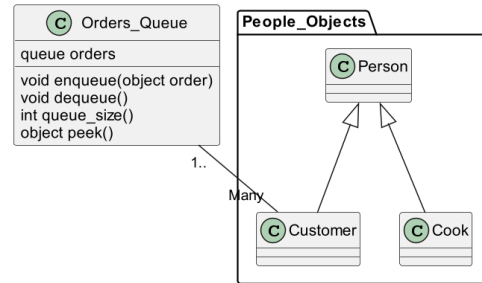 C Orders_Queue
queue orders
void enqueue(object order)
void dequeue()
int queue_size()
object peek()
People_Objects
C Person
1..
Many
C Customer
C Cook